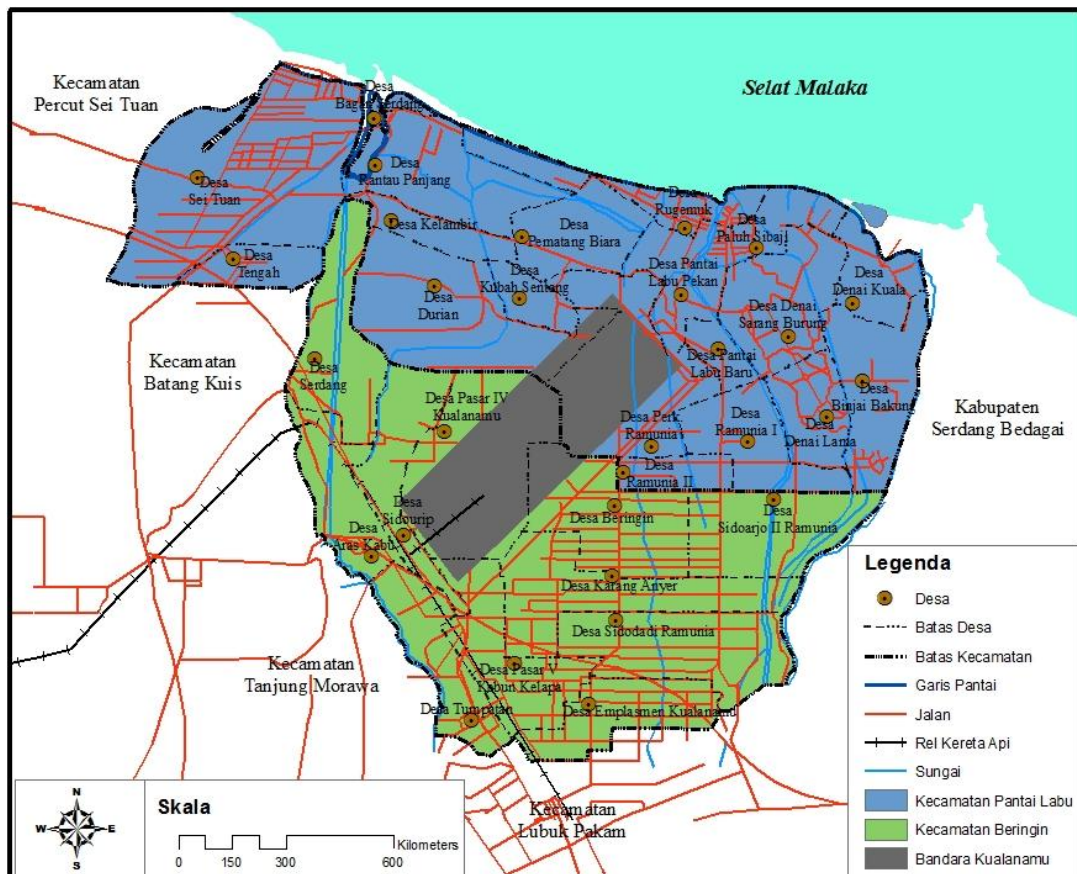 Selat Malaka
Kecamatan
Percut Sei Tuan
Desa
Bagan Serdang
Desa
Rantau Panjang
Desa
Sei Tuan
Desa Kelambir
Desa
Pematang Biara
Desa
Rugemuk
Desa
Paluh Sibaji
Desa
Tengah
Desa
Durian
Desa
Kubah Sentang
Desa Pantai
Labu Pekan
Desa Denai
Sarang Burung
Desa
Denai Kuala
Kecamatan
Batang Kuis
Desa
Serdang
Desa Pantai
Labu Baru
Desa
Binjai Bakung
Desa Pasar IV
Kualanamu
Desa Perk.
Ramunia
Desa
Ramunia I
Desa
Denai Lama
Kabupaten
Serdang Bedagai
Desa
Ramunia II
Desa
Sidourip
Desa
Aras Kabu
Desa Beringin
Desa
Sidoarjo II Ramunia
Desa Karang Anyer
Desa Sidodadi Ramunia
Kecamatan
Tanjung Morawa
Desa Pasar V
Kebun Kelapa
Desa Tumpatan
Desa Emplasmen Kualanamu
Kecamatan
Lubuk Pakam
N
W E
S
Skala
Kilometers
0 150 300 600
Legenda
Desa
Batas Desa
Batas Kecamatan
Garis Pantai
Jalan
Rel Kereta Api
Sungai
Kecamatan Pantai Labu
Kecamatan Beringin
Bandara Kualanamu